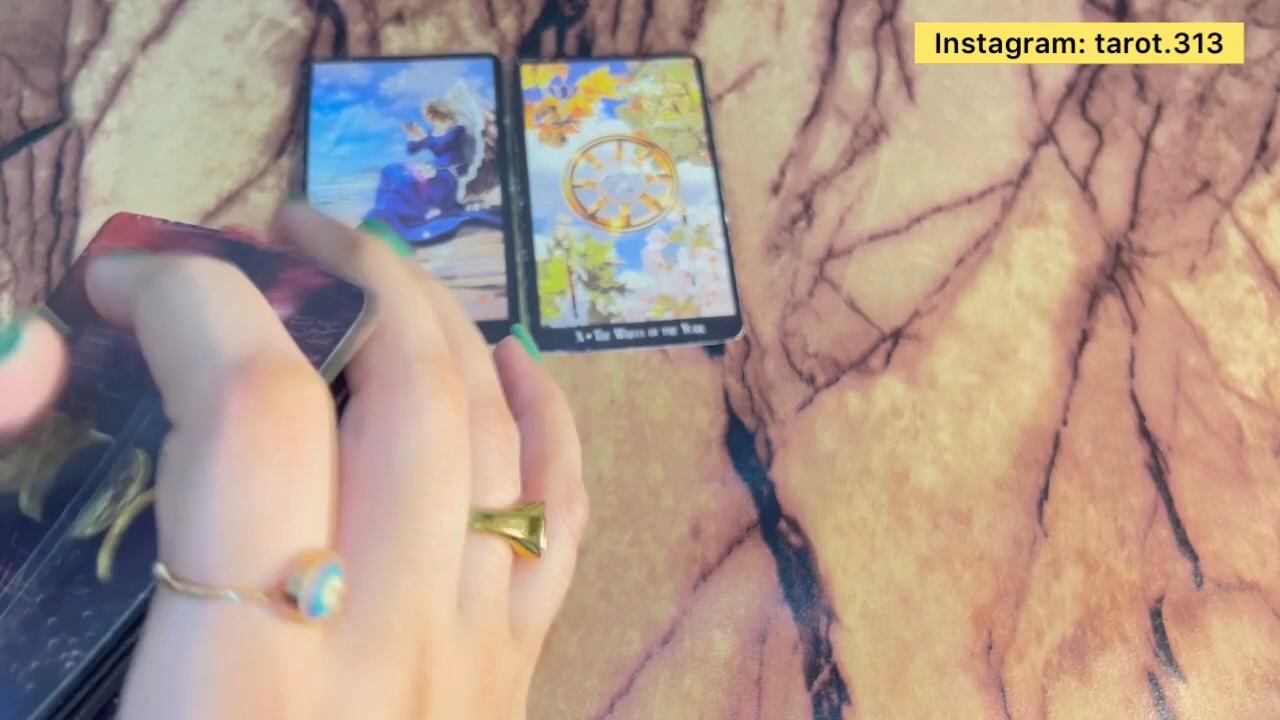 Instagram: tarot.313
X • The Wheel of the Year